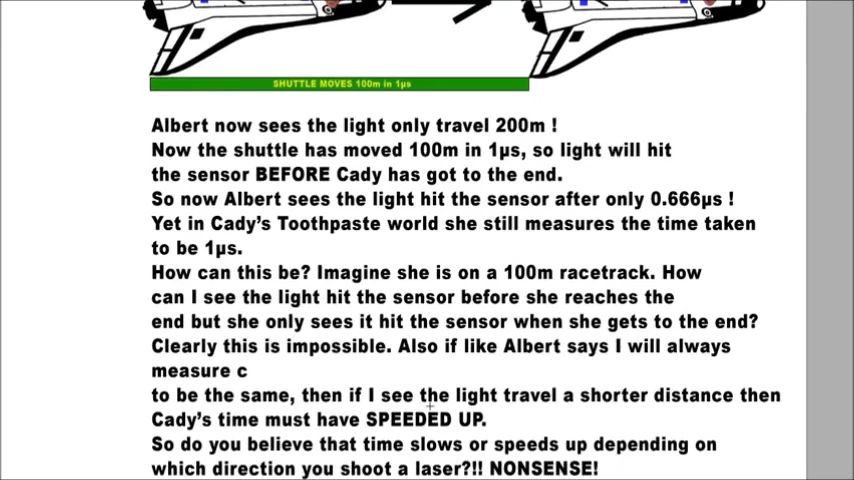 SHUTTLE MOVES 100m in 1µs
Albert now sees the light only travel 200m !
Now the shuttle has moved 100m in 1µs, so light will hit
the sensor BEFORE Cady has got to the end.
So now Albert sees the light hit the sensor after only 0.666µs !
Yet in Cady's Toothpaste world she still measures the time taken
to be 1µs.
How can this be? Imagine she is on a 100m racetrack. How
can I see the light hit the sensor before she reaches the
end but she only sees it hit the sensor when she gets to the end?
Clearly this is impossible. Also if like Albert says I will always
measure c
to be the same, then if I see the light travel a shorter distance then
Cady's time must have SPEEDED UP.
So do you believe that time slows or speeds up depending on
which direction you shoot a laser?!! NONSENSE!